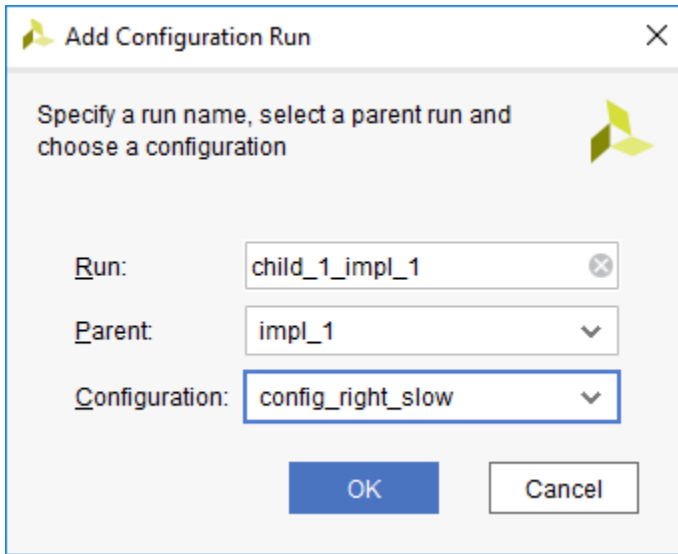 Add Configuration Run
Specify a run name, select a parent run and
choose a configuration
Run: child_1_impl_1
Parent: impl_1
Configuration: config_right_slow
OK Cancel